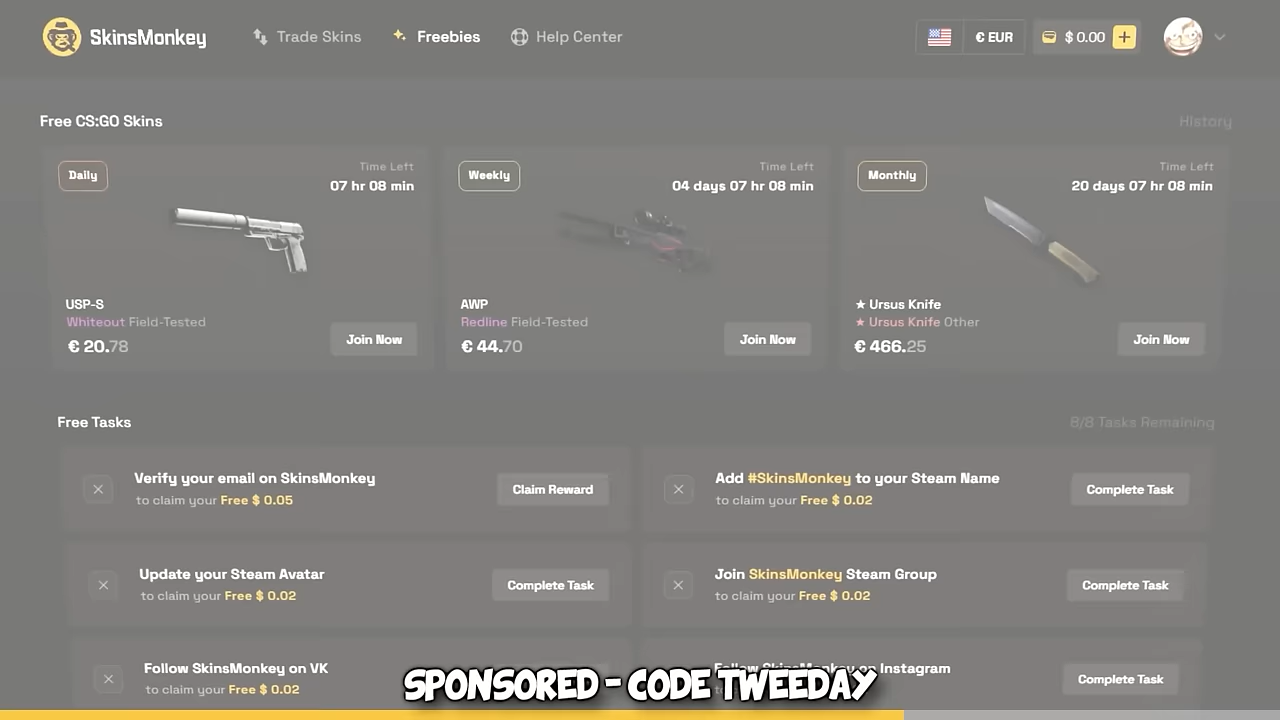 SkinsMonkey
Trade Skins
Freebies
Help Center
€ EUR
$ 0.00
Free CS:GO Skins
History
Daily
Time Left
07 hr 08 min
USP-S
Whiteout Field-Tested
€ 20.78
Join Now
Weekly
Time Left
04 days 07 hr 08 min
AWP
Redline Field-Tested
€ 44.70
Join Now
Monthly
Time Left
20 days 07 hr 08 min
★ Ursus Knife
★ Ursus Knife Other
€ 466.25
Join Now
Free Tasks
8/8 Tasks Remaining
Verify your email on SkinsMonkey
to claim your Free $ 0.05
Claim Reward
Add #SkinsMonkey to your Steam Name
to claim your Free $ 0.02
Complete Task
Update your Steam Avatar
to claim your Free $ 0.02
Complete Task
Join SkinsMonkey Steam Group
to claim your Free $ 0.02
Complete Task
Follow SkinsMonkey on VK
to claim your Free $ 0.02
Follow SkinsMonkey on Instagram
Complete Task
SPONSORED - CODE TWEEDAY